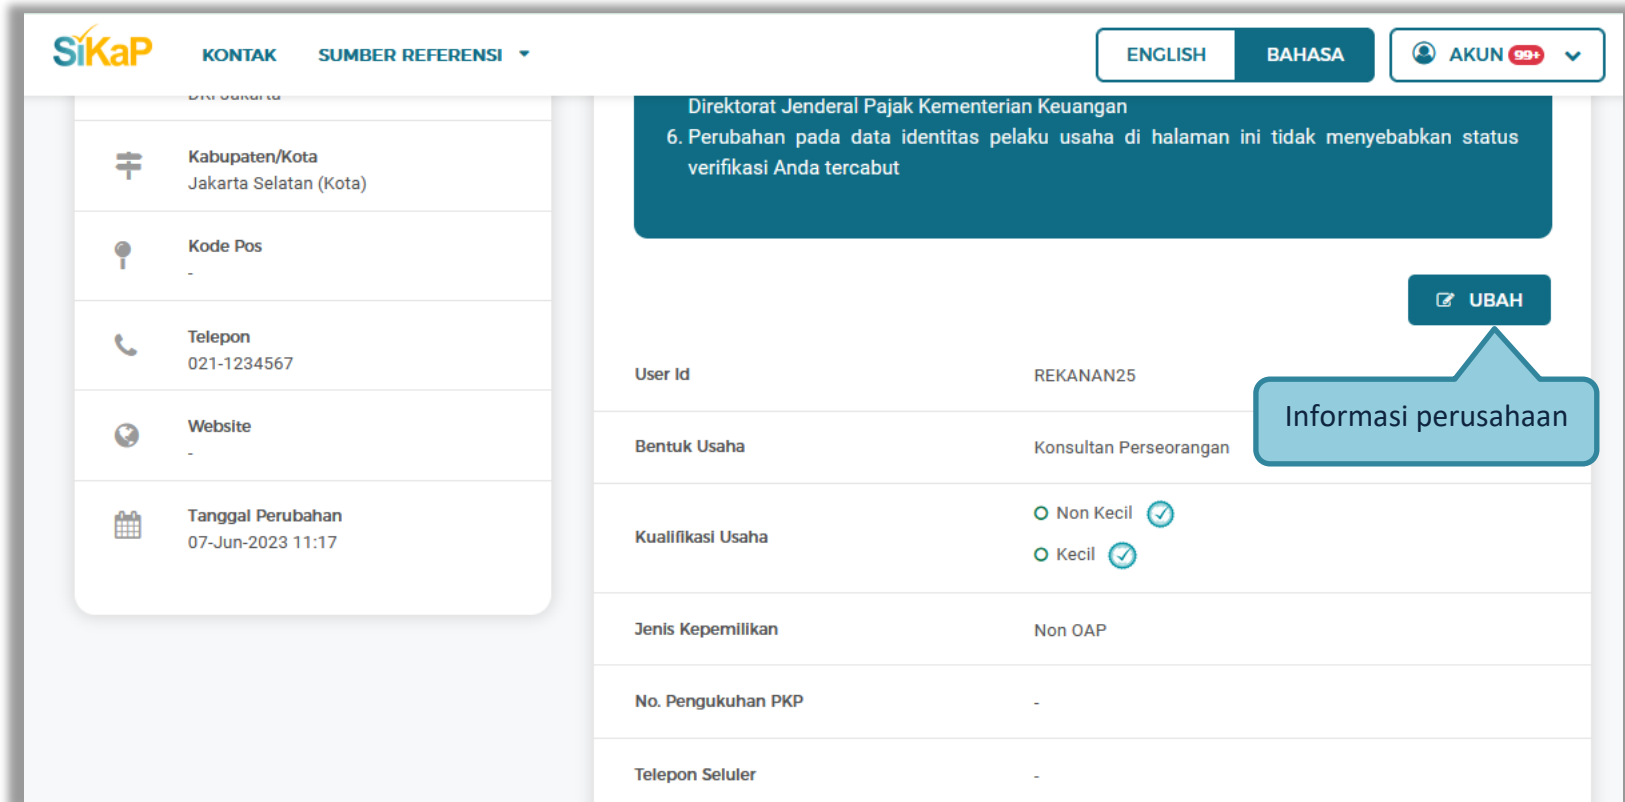 SiKaP
KONTAK
SUMBER REFERENSI
ENGLISH
BAHASA
AKUN 99+
DKI Jakarta
Kabupaten/Kota
Jakarta Selatan (Kota)
Kode Pos
-
Telepon
021-1234567
Website
-
Tanggal Perubahan
07-Jun-2023 11:17
Direktorat Jenderal Pajak Kementerian Keuangan
6. Perubahan pada data identitas pelaku usaha di halaman ini tidak menyebabkan status
verifikasi Anda tercabut
UBAH
Informasi perusahaan
User Id
REKANAN25
Bentuk Usaha
Konsultan Perseorangan
Kualifikasi Usaha
Non Kecil
Kecil
Jenis Kepemilikan
Non OAP
No. Pengukuhan PKP
-
Telepon Seluler
-